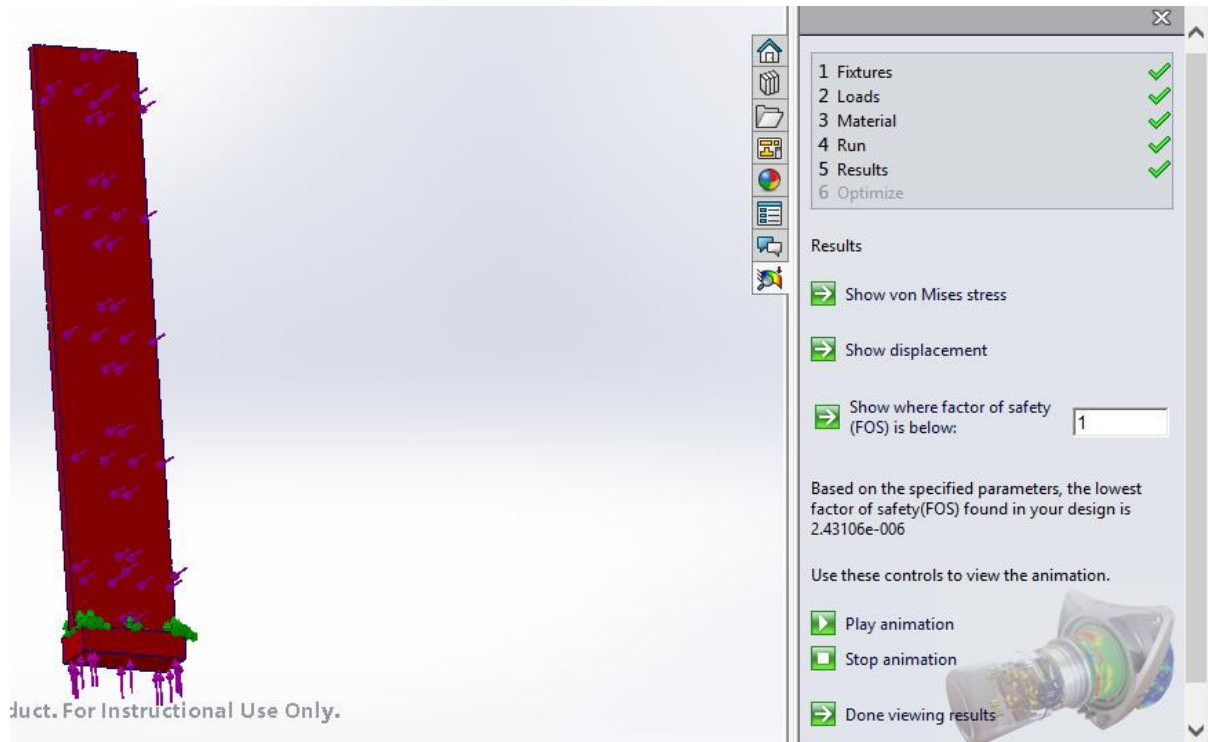 1 Fixtures
2 Loads
3 Material
4 Run
5 Results
6 Optimize
Results
Show von Mises stress
Show displacement
Show where factor of safety
(FOS) is below:
1
Based on the specified parameters, the lowest
factor of safety(FOS) found in your design is
2.43106e-006
Use these controls to view the animation.
Play animation
Stop animation
Done viewing results
duct. For Instructional Use Only.